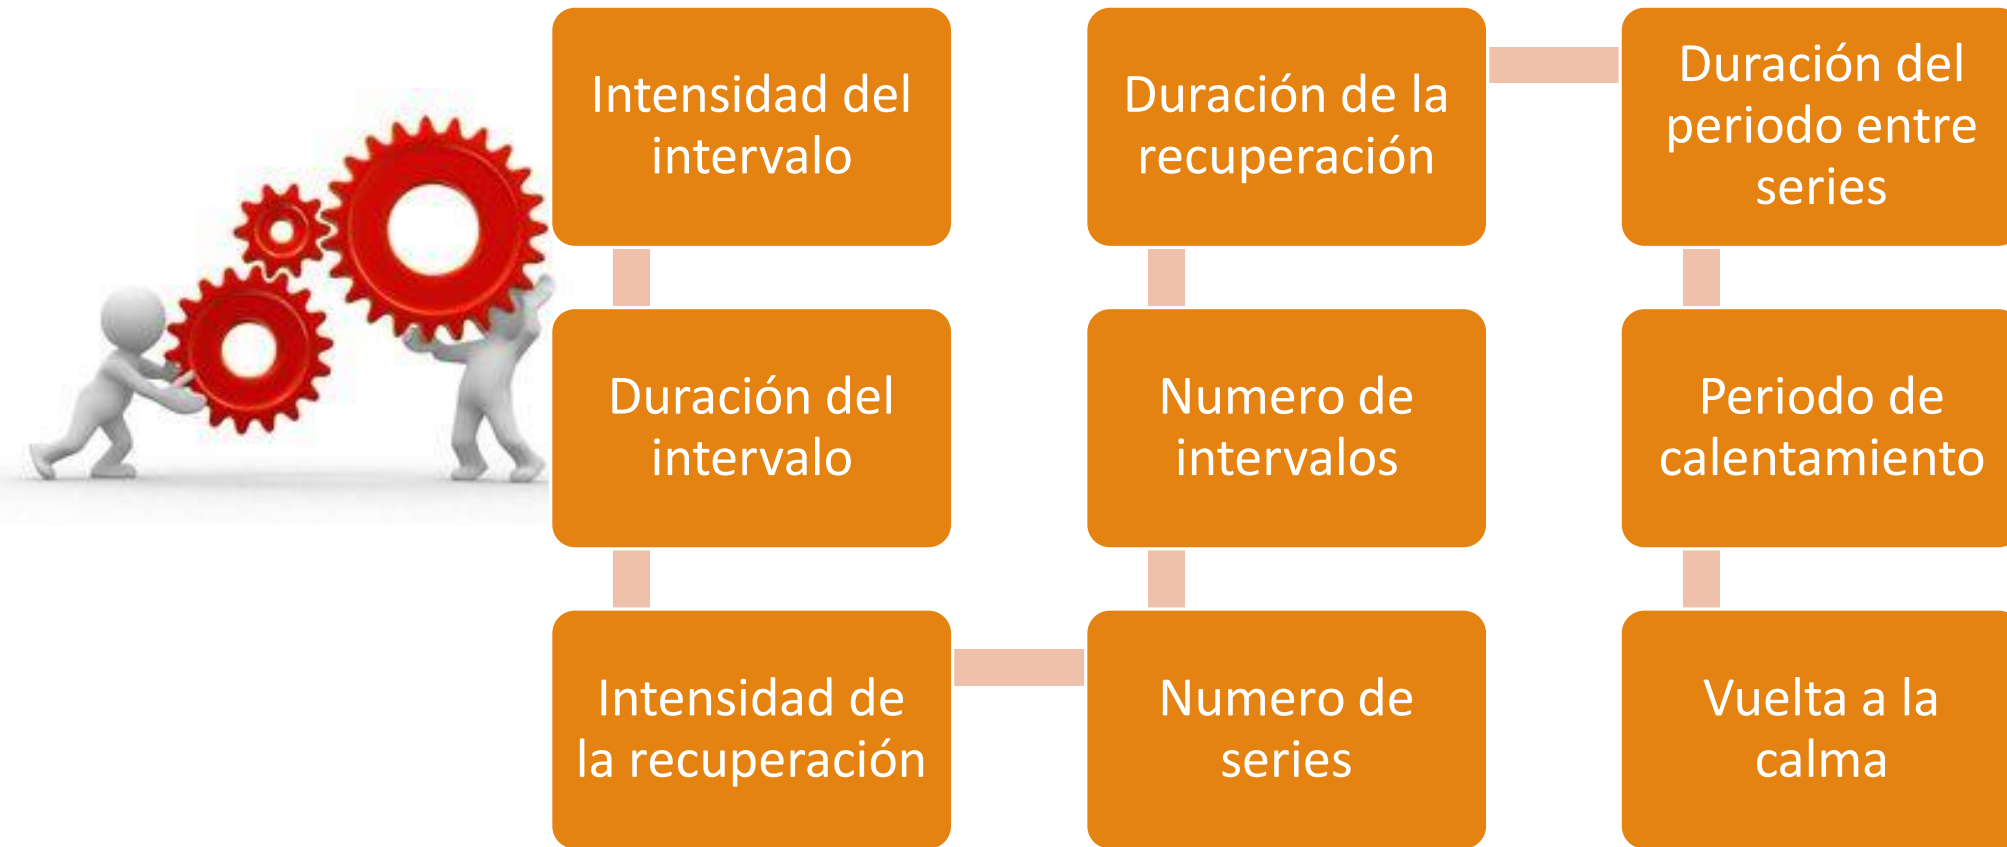 Intensidad del
intervalo
Duración del
intervalo
Intensidad de
la recuperación
Numero de
series
Numero de
intervalos
Duración de la
recuperación
Duración del
periodo entre
series
Periodo de
calentamiento
Vuelta a la
calma